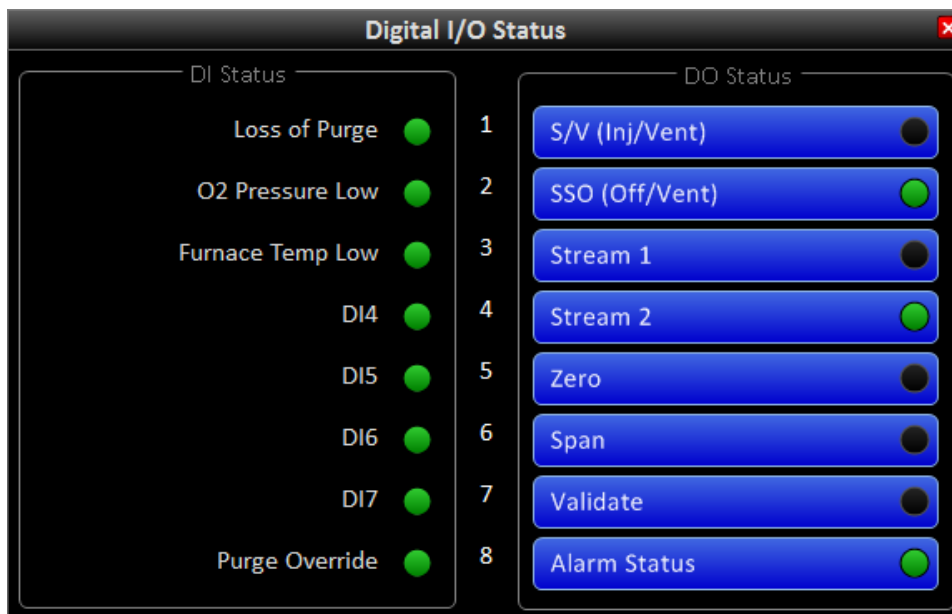 Digital I/O Status
DI Status
DO Status
Loss of Purge 1 S/V (Inj/Vent)
O2 Pressure Low 2 SSO (Off/Vent)
Furnace Temp Low 3 Stream 1
DI4 4 Stream 2
DI5 5 Zero
DI6 6 Span
DI7 7 Validate
Purge Override 8 Alarm Status